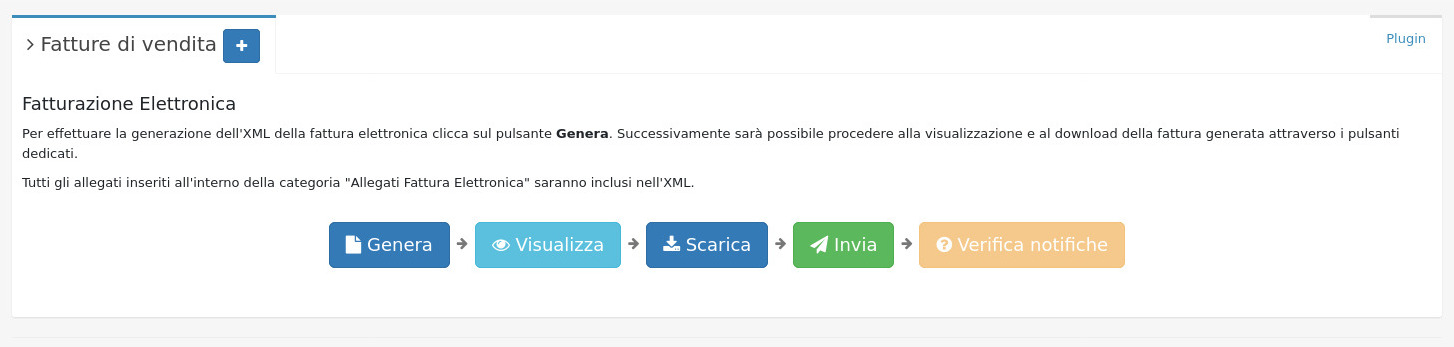 Fatture di vendita
Plugin
Fatturazione Elettronica
Per effettuare la generazione dell'XML della fattura elettronica clicca sul pulsante Genera. Successivamente sarà possibile procedere alla visualizzazione e al download della fattura generata attraverso i pulsanti
dedicati.
Tutti gli allegati inseriti all'interno della categoria "Allegati Fattura Elettronica" saranno inclusi nell'XML.
Genera Visualizza Scarica Invia Verifica notifiche